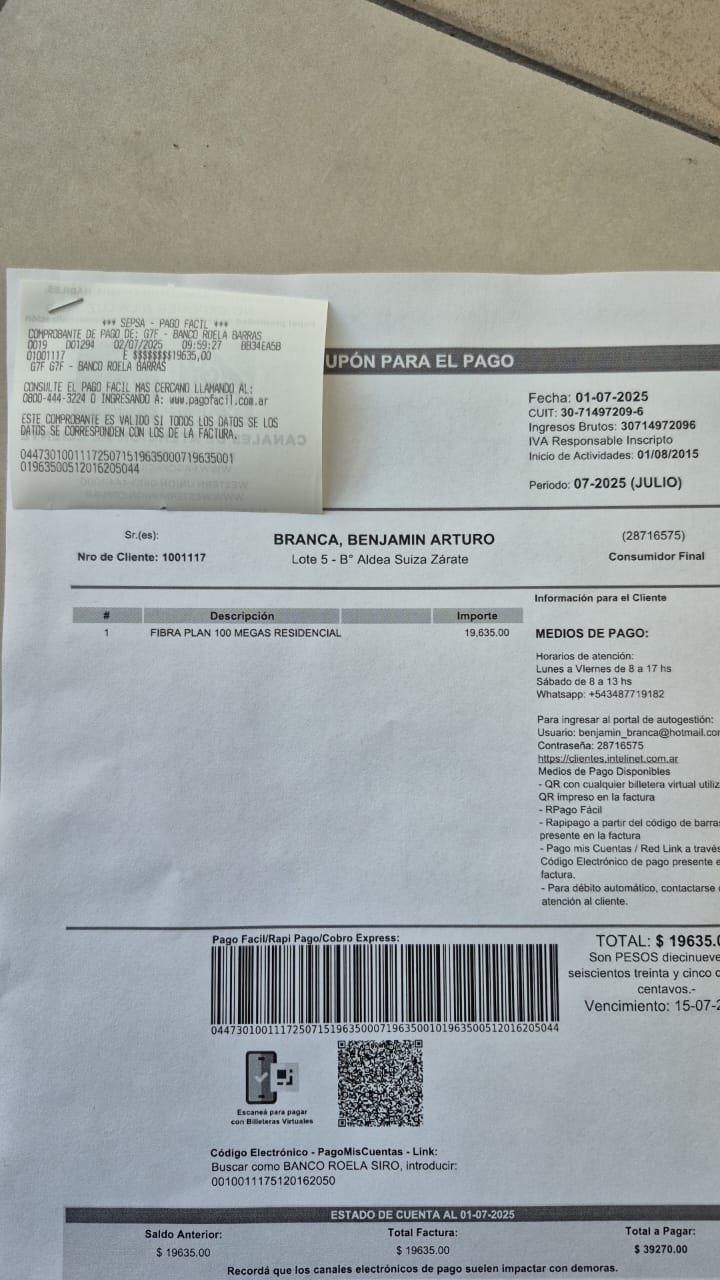 *** SEPSA - PAGO FACIL ***
COMPROBANTE DE PAGO DE: G7F - BANCO ROELA BARRAS
0019 D01294 02/07/2025 09:59:27 BB34EA5B
01001117 E $$$$$$$$19635,00
G7F G7F - BANCO ROELA BARRAS
CONSULTE EL PAGO FACIL MAS CERCANO LLAMANDO AL:
0800-444-3224 O INGRESANDO A: www.pagofacil.com.ar
ESTE COMPROBANTE ES VALIDO SI TODOS LOS DATOS SE LOS
DATOS SE CORRESPONDEN CON LOS DE LA FACTURA.
04473010011172507151963500071963500​1
01963500512016205044
UPÓN PARA EL PAGO
Fecha: 01-07-2025
CUIT: 30-71497209-6
Ingresos Brutos: 30714972096
IVA Responsable Inscripto
Inicio de Actividades: 01/08/2015
Periodo: 07-2025 (JULIO)
Sr.(es): BRANCA, BENJAMIN ARTURO (28716575)
Nro de Cliente: 1001117 Lote 5 - B° Aldea Suiza Zárate Consumidor Final
# Descripción Importe
1 FIBRA PLAN 100 MEGAS RESIDENCIAL 19,635.00
Información para el Cliente
MEDIOS DE PAGO:
Horarios de atención:
Lunes a VIernes de 8 a 17 hs
Sábado de 8 a 13 hs
Whatsapp: +543487719182
Para ingresar al portal de autogestión:
Usuario: benjamin_branca@hotmail.co
Contraseña: 28716575
https://clientes.intelinet.com.ar
Medios de Pago Disponibles
- QR con cualquier billetera virtual utiliz
QR impreso en la factura
- RPago Fácil
- Rapipago a partir del código de barra
presente en la factura
- Pago mis Cuentas / Red Link a travé
Código Electrónico de pago presente e
factura.
- Para débito automático, contactarse
atención al cliente.
Pago Facil/Rapi Pago/Cobro Express:
0447301001117250715196350007196350010196350051201620​5044
TOTAL: $ 19635.0
Son PESOS diecinueve
seiscientos treinta y cinco c
centavos.-
Vencimiento: 15-07-2
Escaneá para pagar
con Billeteras Virtuales
Código Electrónico - PagoMisCuentas - Link:
Buscar como BANCO ROELA SIRO, introducir:
0010011175120162050
ESTADO DE CUENTA AL 01-07-2025
Saldo Anterior: Total Factura: Total a Pagar:
$ 19635.00 $ 19635.00 $ 39270.00
Recordá que los canales electrónicos de pago suelen impactar con demoras.